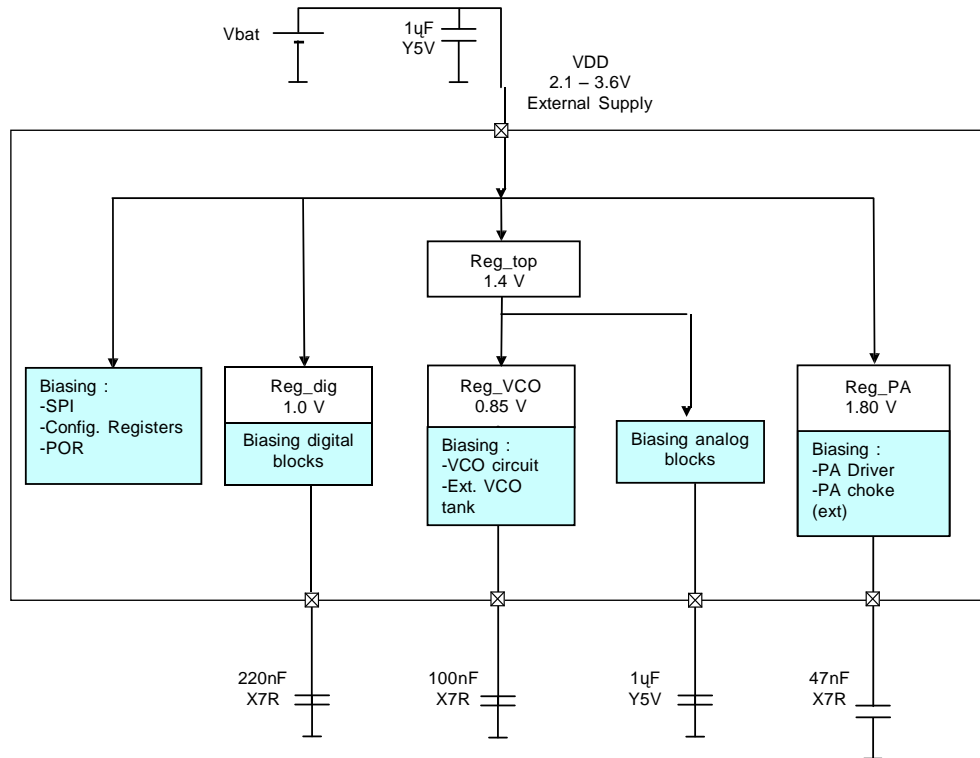 Vbat
1ųF
Y5V
VDD
2.1 – 3.6V
External Supply
Reg_top
1.4 V
Biasing :
-SPI
-Config. Registers
-POR
Reg_dig
1.0 V
Biasing digital
blocks
Reg_VCO
0.85 V
Biasing :
-VCO circuit
-Ext. VCO
tank
Biasing analog
blocks
Reg_PA
1.80 V
Biasing :
-PA Driver
-PA choke
(ext)
220nF
X7R
100nF
X7R
1ųF
Y5V
47nF
X7R